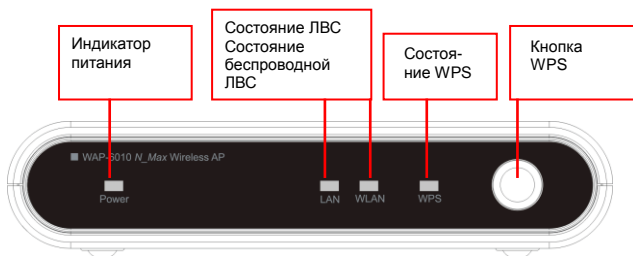 Индикатор
питания
Состояние ЛВС
Состояние
беспроводной
ЛВС
Состоя-
ние WPS
Кнопка
WPS
WAP-6010 N_Max Wireless AP
Power
LAN
WLAN
WPS